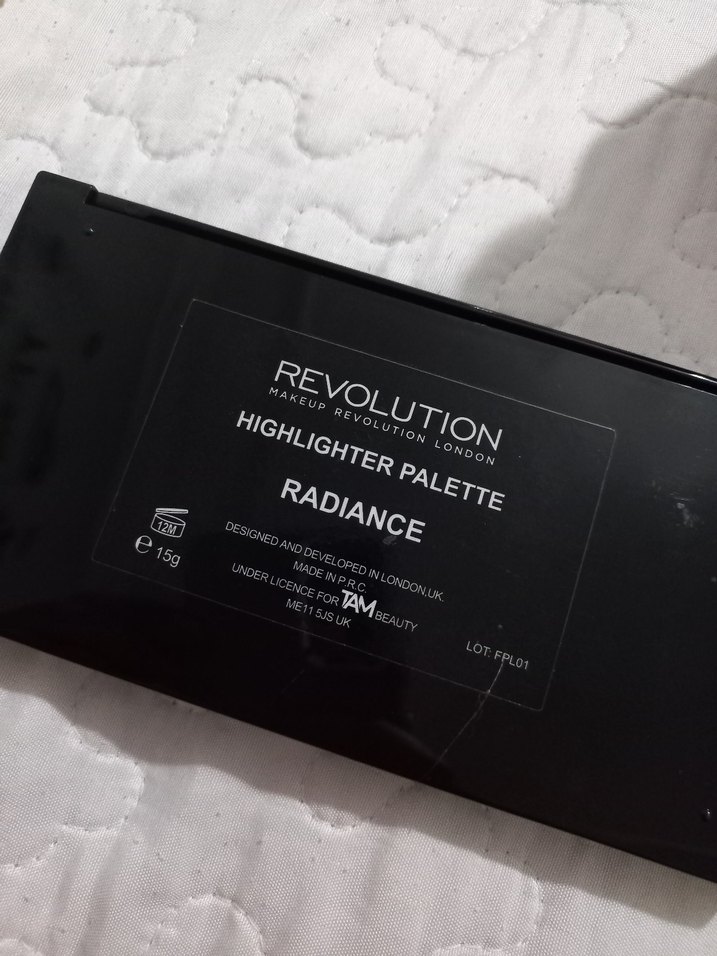 REVOLUTION
MAKEUP REVOLUTION LONDON
HIGHLIGHTER PALETTE
RADIANCE
12M
e 15g
DESIGNED AND DEVELOPED IN LONDON,UK.
MADE IN P.R.C.
UNDER LICENCE FOR TAM BEAUTY
ME11 5JS UK
LOT: FPL01